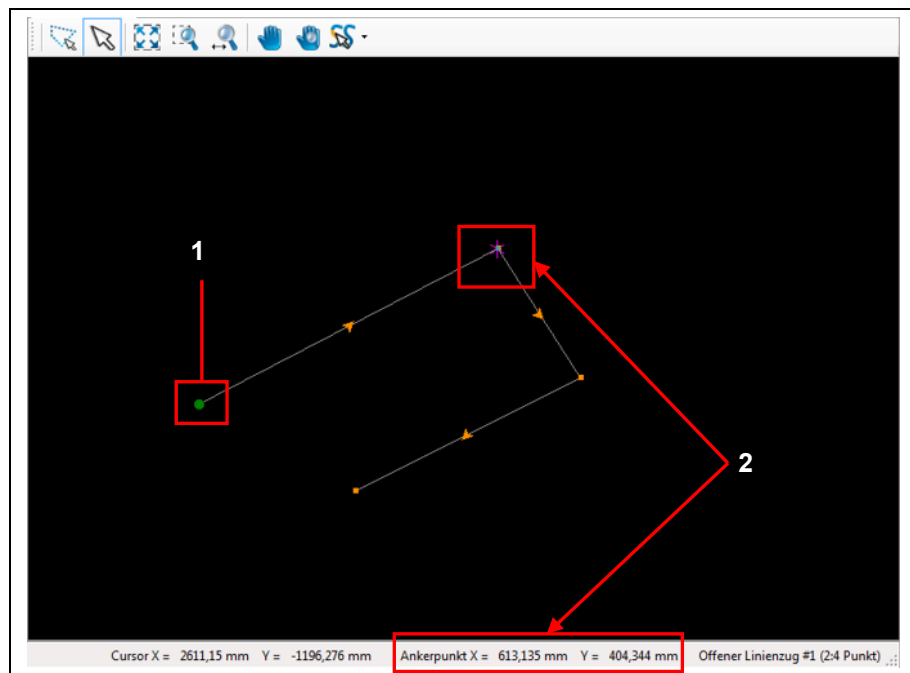 1
2
Cursor X = 2611,15 mm Y = -1196,276 mm Ankerpunkt X = 613,135 mm Y = 404,344 mm Offener Linienzug #1 (2:4 Punkt)